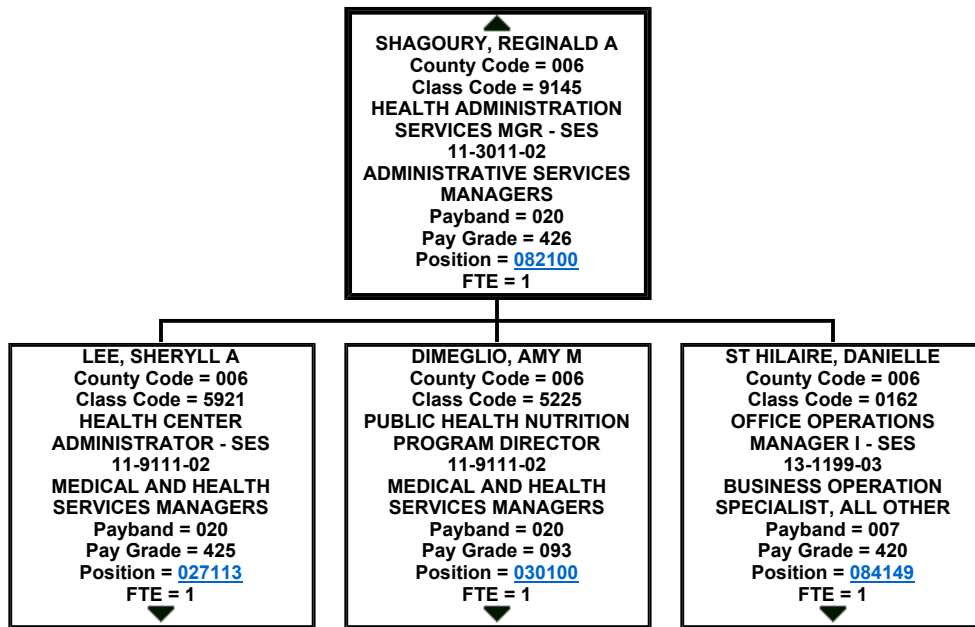 SHAGOURY, REGINALD A
County Code = 006
Class Code = 9145
HEALTH ADMINISTRATION
SERVICES MGR - SES
11-3011-02
ADMINISTRATIVE SERVICES
MANAGERS
Payband = 020
Pay Grade = 426
Position = 082100
FTE = 1
LEE, SHERYLL A
County Code = 006
Class Code = 5921
HEALTH CENTER
ADMINISTRATOR - SES
11-9111-02
MEDICAL AND HEALTH
SERVICES MANAGERS
Payband = 020
Pay Grade = 425
Position = 027113
FTE = 1
DIMEGLIO, AMY M
County Code = 006
Class Code = 5225
PUBLIC HEALTH NUTRITION
PROGRAM DIRECTOR
11-9111-02
MEDICAL AND HEALTH
SERVICES MANAGERS
Payband = 020
Pay Grade = 093
Position = 030100
FTE = 1
ST HILAIRE, DANIELLE
County Code = 006
Class Code = 0162
OFFICE OPERATIONS
MANAGER I - SES
13-1199-03
BUSINESS OPERATION
SPECIALIST, ALL OTHER
Payband = 007
Pay Grade = 420
Position = 084149
FTE = 1